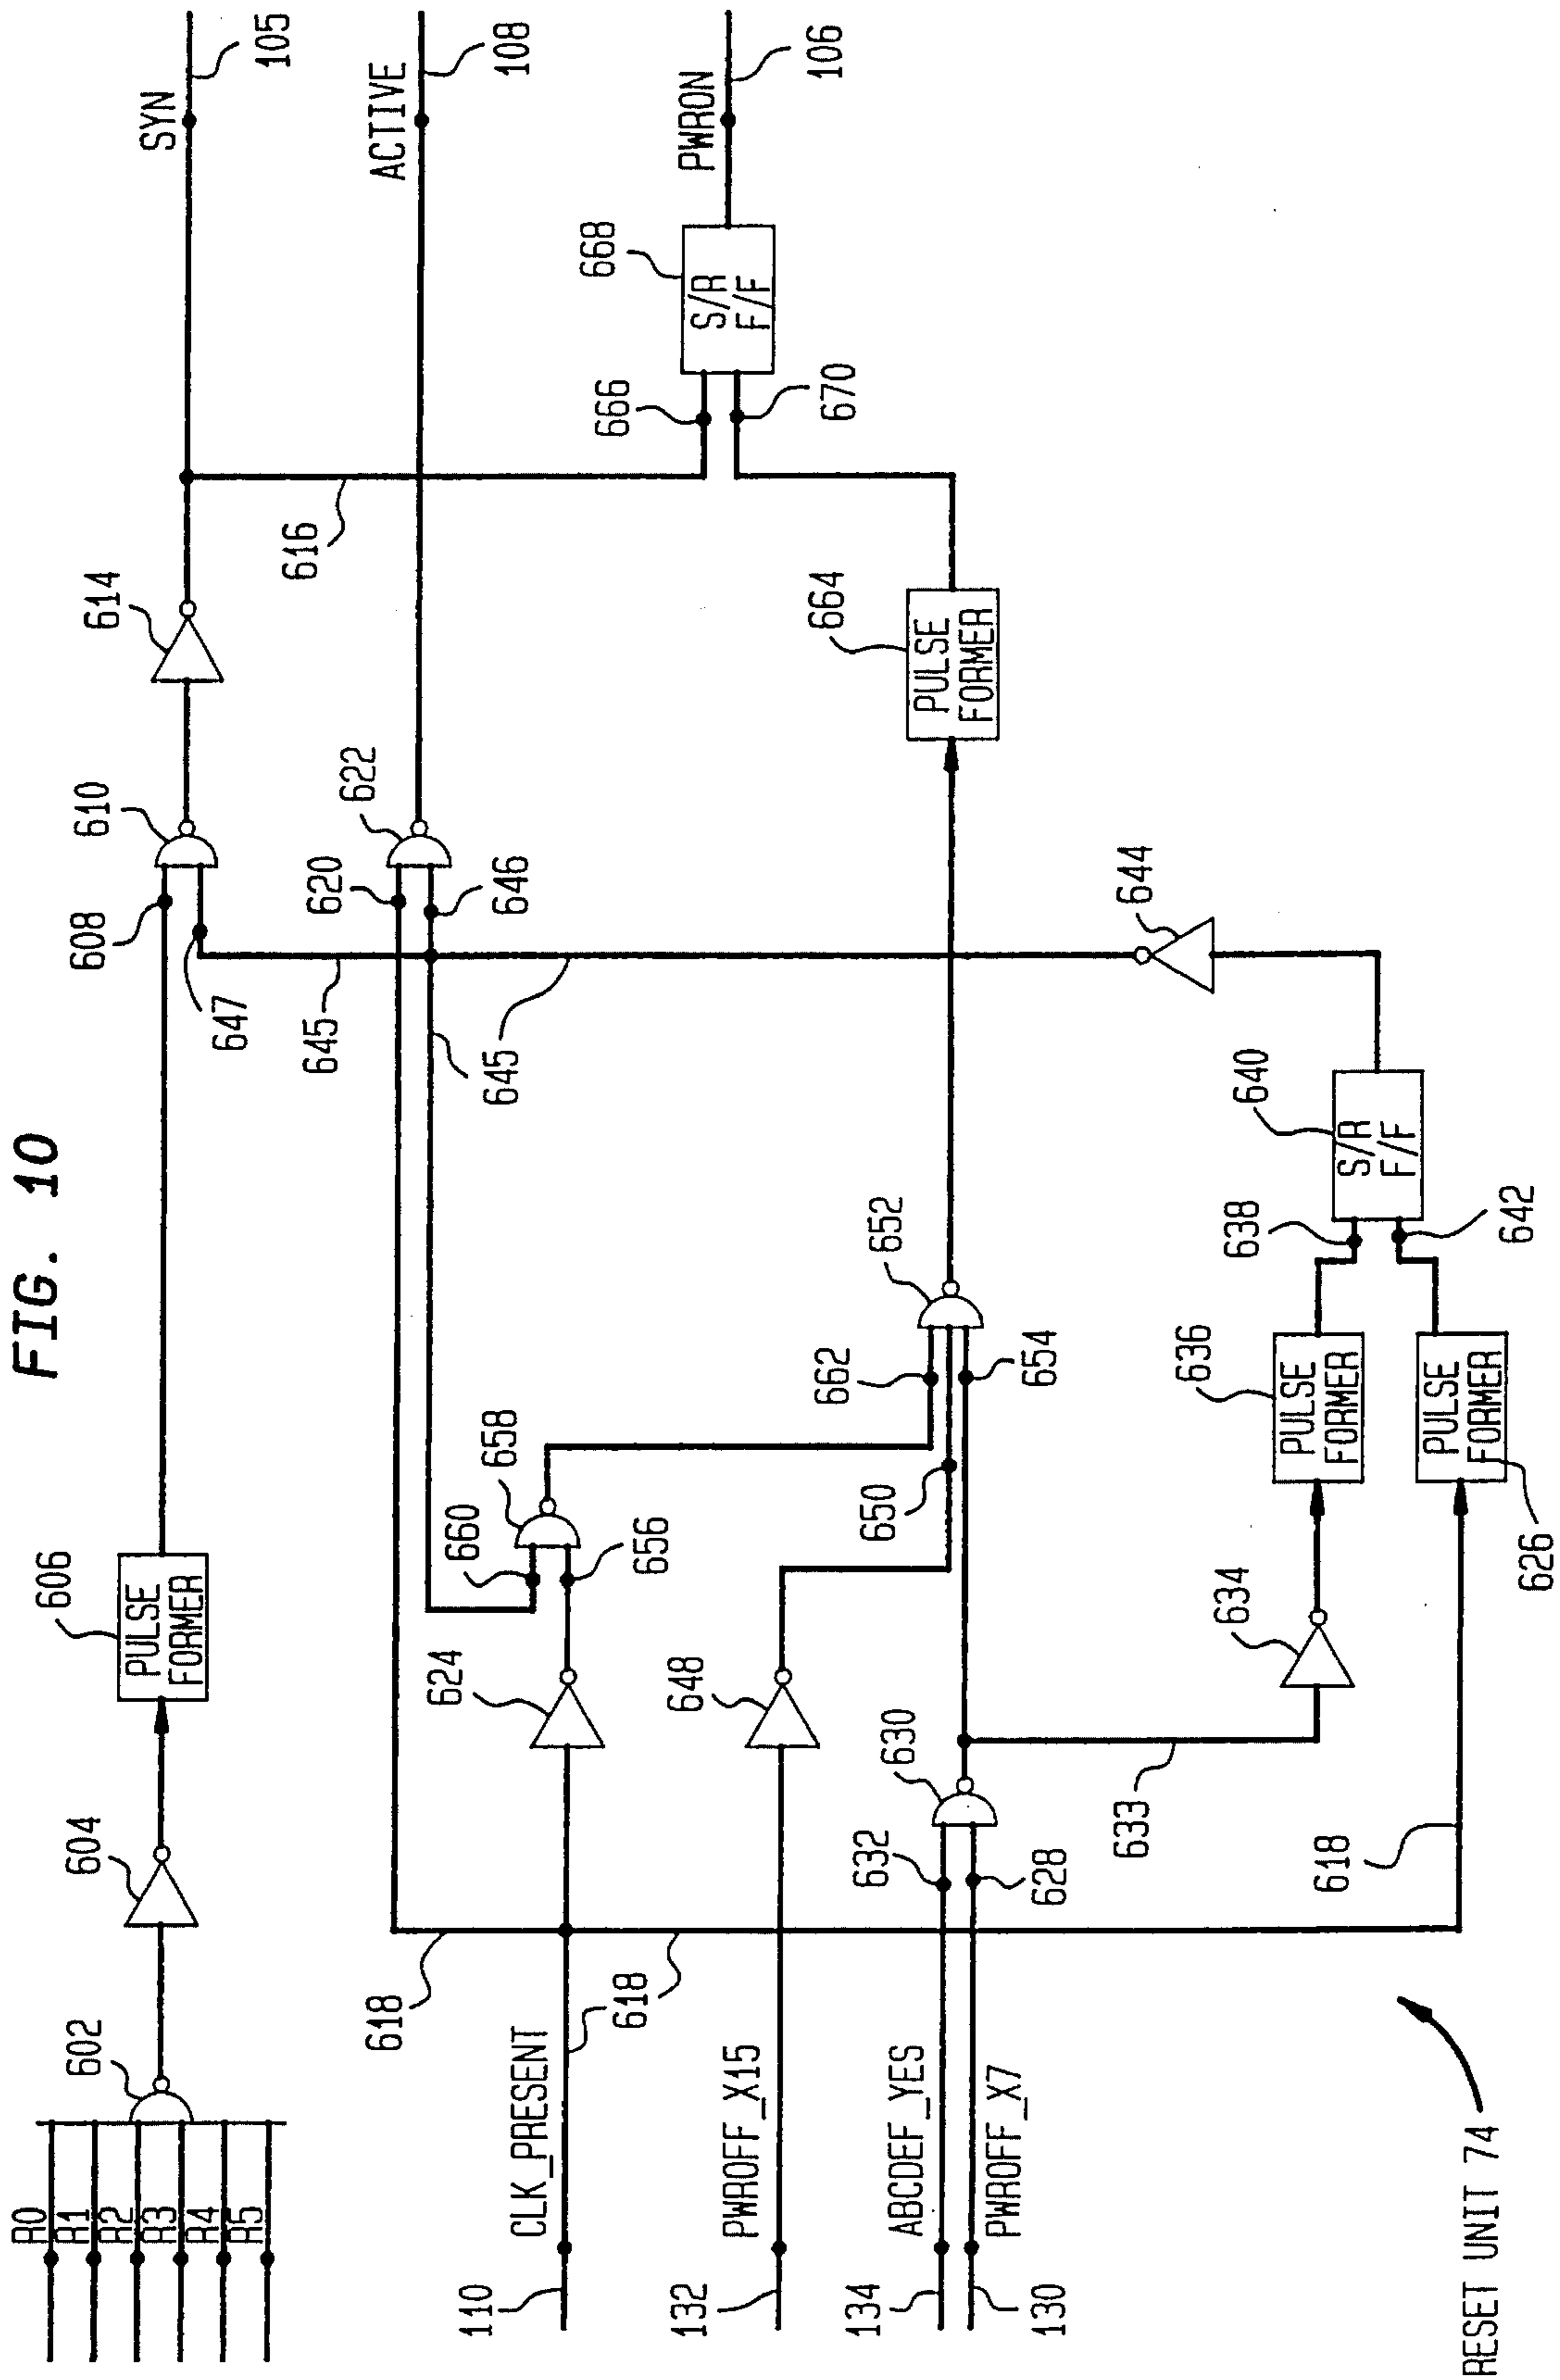 FIG. 10
R0
R1
R2
R3
R4
R5
602
604
606
PULSE
FORMER
608
610
647
614
616
SYN
105
645
620
622
646
645
ACTIVE
108
618
CLK_PRESENT
110
618
624
660
656
658
662
650
654
652
PWROFF_X15
132
618
648
ABCDEF_YES
134
PWROFF_X7
130
632
628
630
633
634
636
PULSE
FORMER
638
640
S/R
F/F
642
644
618
PULSE
FORMER
626
664
PULSE
FORMER
666
670
668
S/R
F/F
PWRON
106
RESET UNIT 74